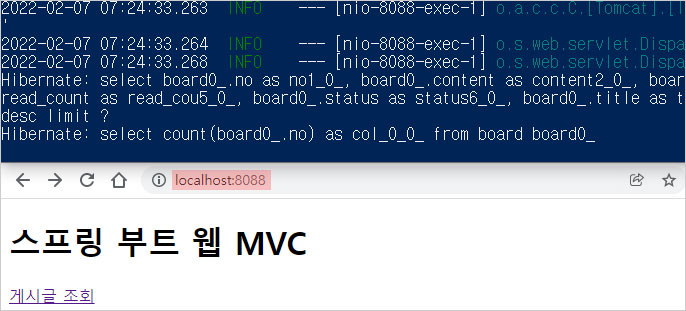 2022-02-07 07:24:33.263 INFO --- [nio-8088-exec-1] o.a.c.c.C.[Tomcat].[
'
2022-02-07 07:24:33.264 INFO --- [nio-8088-exec-1] o.s.web.servlet.Dispa
2022-02-07 07:24:33.268 INFO --- [nio-8088-exec-1] o.s.web.servlet.Dispa
Hibernate: select board0_.no as no1_0_, board0_.content as content2_0_, boar
read_count as read_cou5_0_, board0_.status as status6_0_, board0_.title as t
desc limit ?
Hibernate: select count(board0_.no) as col_0_0_ from board board0_
localhost:8088
스프링 부트 웹 MVC
게시글 조회